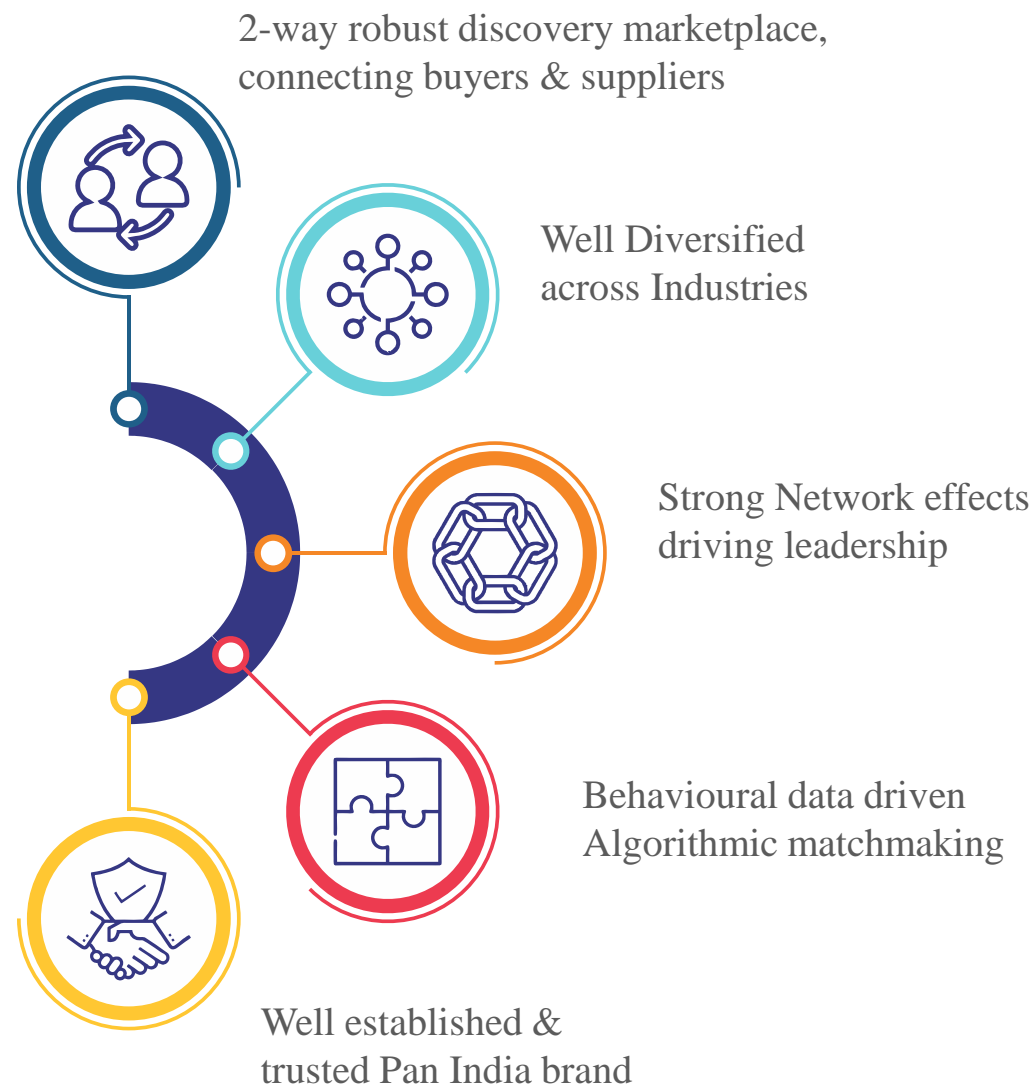 2-way robust discovery marketplace,
connecting buyers & suppliers
Well Diversified
across Industries
Strong Network effects
driving leadership
Behavioural data driven
Algorithmic matchmaking
Well established &
trusted Pan India brand